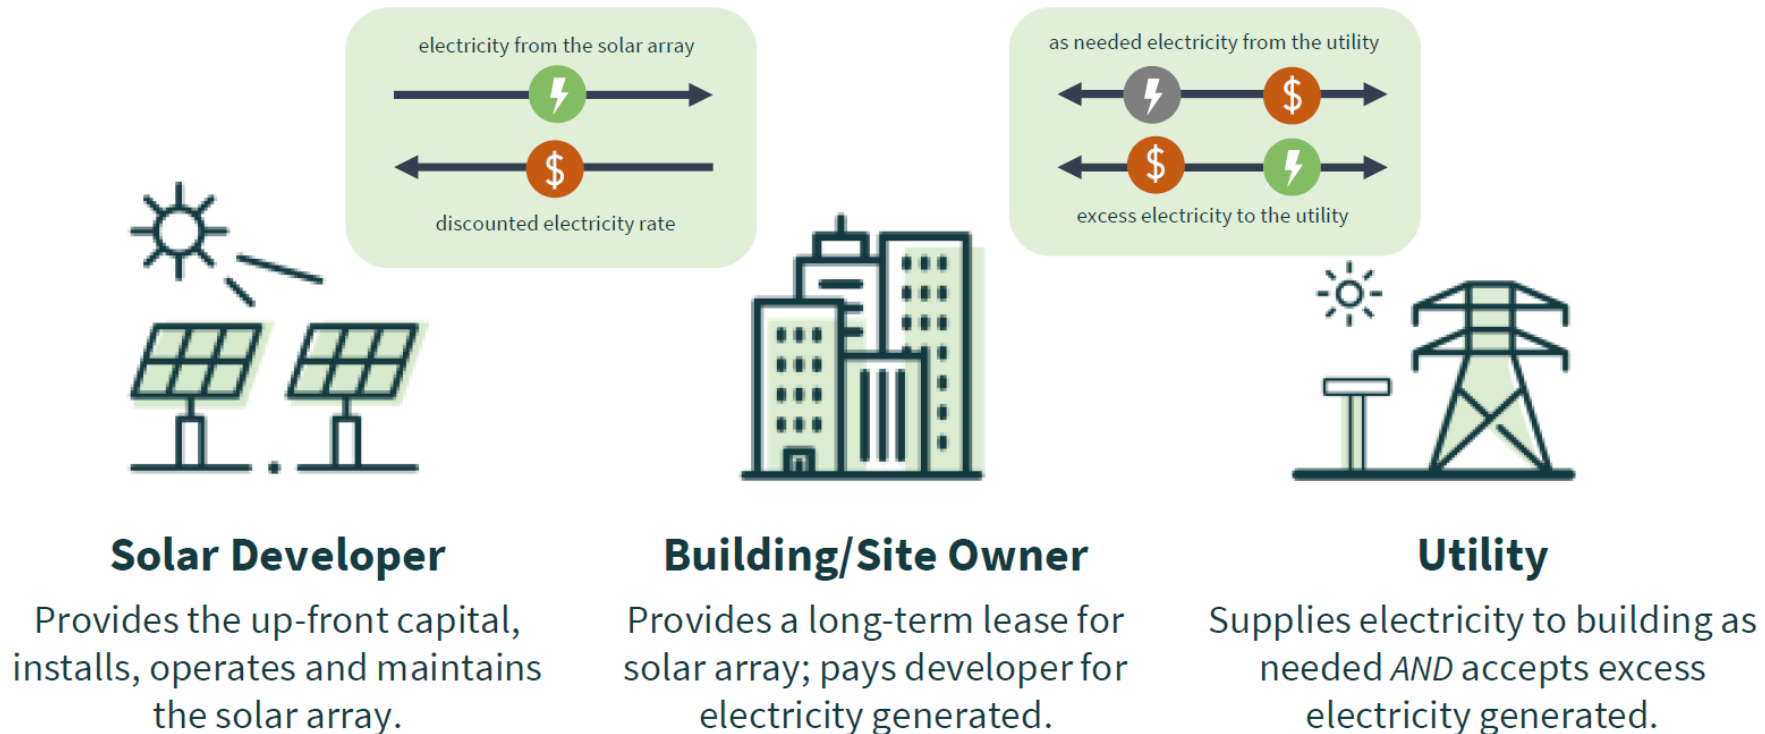 electricity from the solar array
$
discounted electricity rate
as needed electricity from the utility
$
$
excess electricity to the utility
Solar Developer
Provides the up-front capital,
installs, operates and maintains
the solar array.
Building/Site Owner
Provides a long-term lease for
solar array; pays developer for
electricity generated.
Utility
Supplies electricity to building as
needed AND accepts excess
electricity generated.